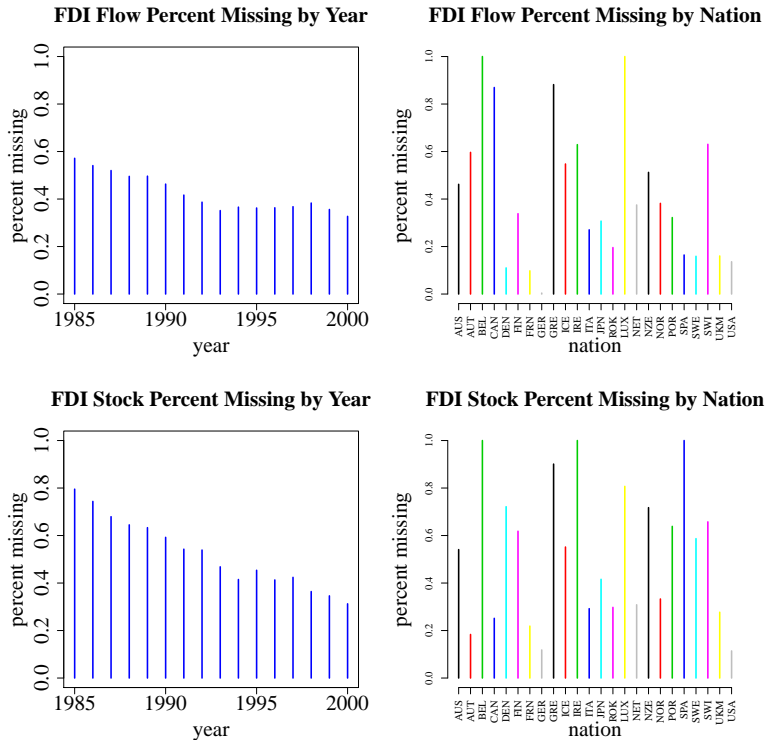 FDI Flow Percent Missing by Year
percent missing
0.0 0.2 0.4 0.6 0.8 1.0
1985 1990 1995 2000
year
FDI Flow Percent Missing by Nation
percent missing
0.0 0.2 0.4 0.6 0.8 1.0
AUS AUT BEL CAN DEN FIN FRN GER GRE ICE IRE ITA JPN ROK LUX NET NZE NOR POR SPA SWE SWI UKM USA
nation
FDI Stock Percent Missing by Year
percent missing
0.0 0.2 0.4 0.6 0.8 1.0
1985 1990 1995 2000
year
FDI Stock Percent Missing by Nation
percent missing
0.0 0.2 0.4 0.6 0.8 1.0
AUS AUT BEL CAN DEN FIN FRN GER GRE ICE IRE ITA JPN ROK LUX NET NZE NOR POR SPA SWE SWI UKM USA
nation